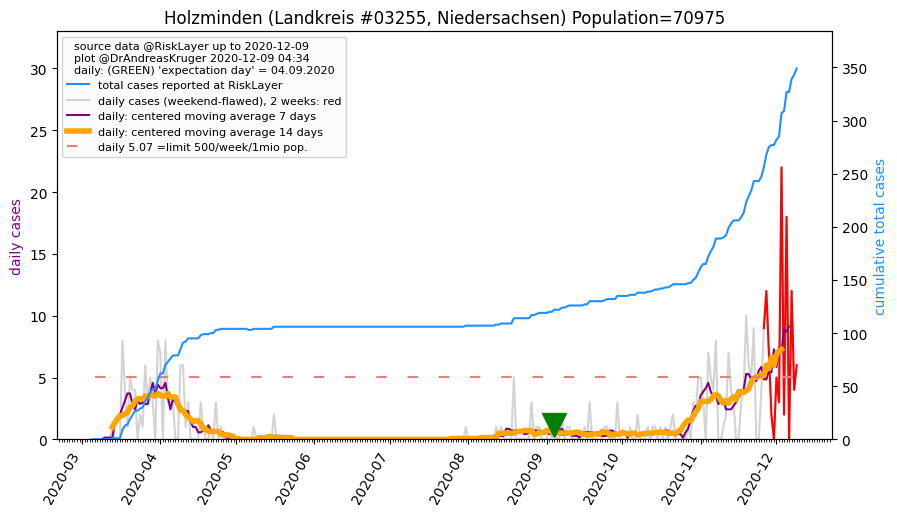 Holzminden (Landkreis #03255, Niedersachsen) Population=70975
source data @RiskLayer up to 2020-12-09
plot @DrAndreasKruger 2020-12-09 04:34
daily: (GREEN) 'expectation day' = 04.09.2020
total cases reported at RiskLayer
daily cases (weekend-flawed), 2 weeks: red
daily: centered moving average 7 days
daily: centered moving average 14 days
daily 5.07 =limit 500/week/1mio pop.
daily cases
30
25
20
15
10
5
0
cumulative total cases
350
300
250
200
150
100
50
0
2020-03
2020-04
2020-05
2020-06
2020-07
2020-08
2020-09
2020-10
2020-11
2020-12